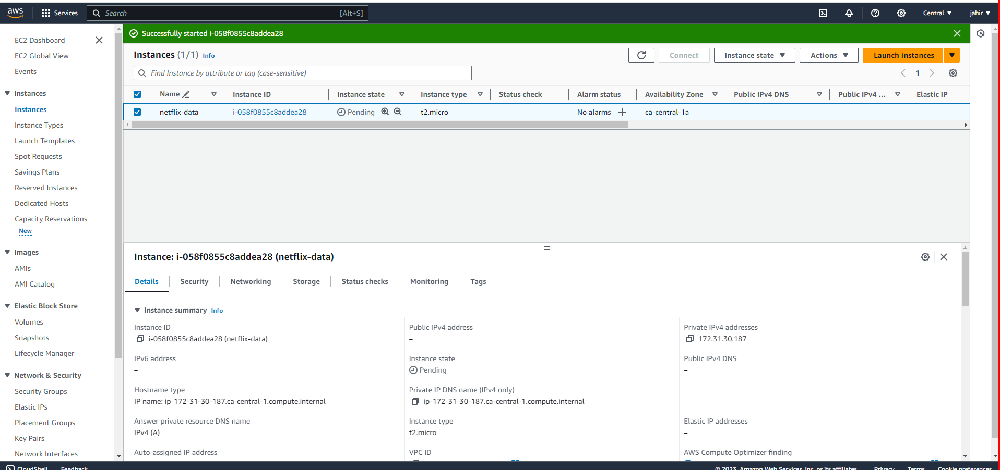 aws
Services
Search
[Alt+S]
Central
jahir
EC2 Dashboard
EC2 Global View
Events
Instances
Instances
Instance Types
Launch Templates
Spot Requests
Savings Plans
Reserved Instances
Dedicated Hosts
Capacity Reservations
New
Images
AMIs
AMI Catalog
Elastic Block Store
Volumes
Snapshots
Lifecycle Manager
Network & Security
Security Groups
Elastic IPs
Placement Groups
Key Pairs
Network Interfaces
Successfully started i-058f0855c8addea28
Instances (1/1) Info
Connect
Instance state
Actions
Launch instances
Find Instance by attribute or tag (case-sensitive)
1
Name Instance ID Instance state Instance type Status check Alarm status Availability Zone Public IPv4 DNS Public IPv4 ... Elastic IP
netflix-data i-058f0855c8addea28 Pending t2.micro – No alarms ca-central-1a – – –
Instance: i-058f0855c8addea28 (netflix-data)
Details Security Networking Storage Status checks Monitoring Tags
Instance summary Info
Instance ID
i-058f0855c8addea28 (netflix-data)
Public IPv4 address
–
Private IPv4 addresses
172.31.30.187
IPv6 address
–
Instance state
Pending
Public IPv4 DNS
–
Hostname type
IP name: ip-172-31-30-187.ca-central-1.compute.internal
Private IP DNS name (IPv4 only)
ip-172-31-30-187.ca-central-1.compute.internal
Answer private resource DNS name
IPv4 (A)
Instance type
t2.micro
Elastic IP addresses
–
Auto-assigned IP address
VPC ID
AWS Compute Optimizer finding
CloudShell
Feedback
© 2023, Amazon Web Services, Inc. or its affiliates.
Privacy
Terms
Cookie preferences